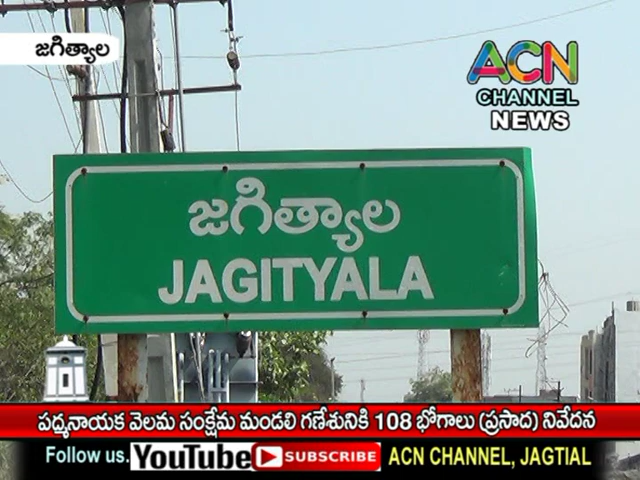 జగిత్యాల
ACN
CHANNEL
NEWS
జగిత్యాల
JAGITYALA
పద్మనాయక వెలమ సంక్షేమ మండలి గణేశునికి 108 భోగాలు (ప్రసాద) నివేదన
Follow us. YouTube SUBSCRIBE ACN CHANNEL, JAGTIAL